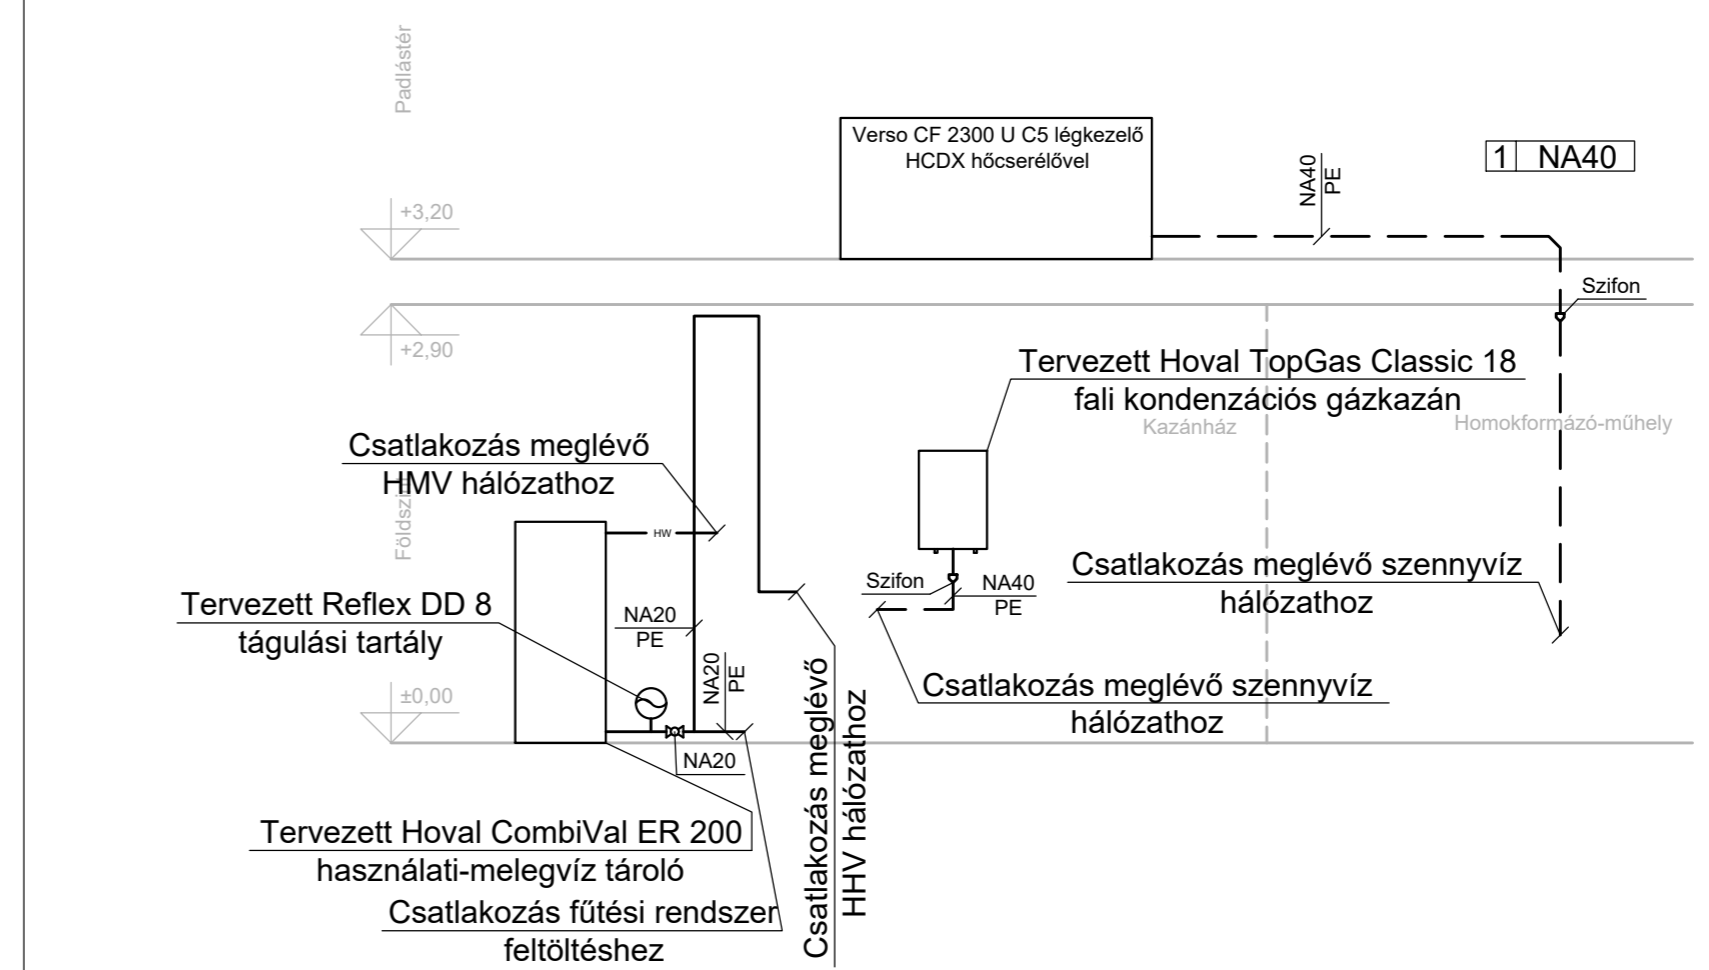 Padlástér
Verso CF 2300 U C5 légkezelő
HCDX hőcserélővel
NA40
PE
1 NA40
+3,20
Szifon
+2,90
Tervezett Hoval TopGas Classic 18
fali kondenzációs gázkazán
Kazánház
Homokformázó-műhely
Csatlakozás meglévő
HMV hálózathoz
Földszint
HW
Szifon
NA40
PE
Csatlakozás meglévő szennyvíz
hálózathoz
Tervezett Reflex DD 8
tágulási tartály
NA20
PE
NA20
PE
±0,00
Csatlakozás meglévő szennyvíz
hálózathoz
NA20
Csatlakozás meglévő
HHV hálózathoz
Tervezett Hoval CombiVal ER 200
használati-melegvíz tároló
Csatlakozás fűtési rendszer
feltöltéshez